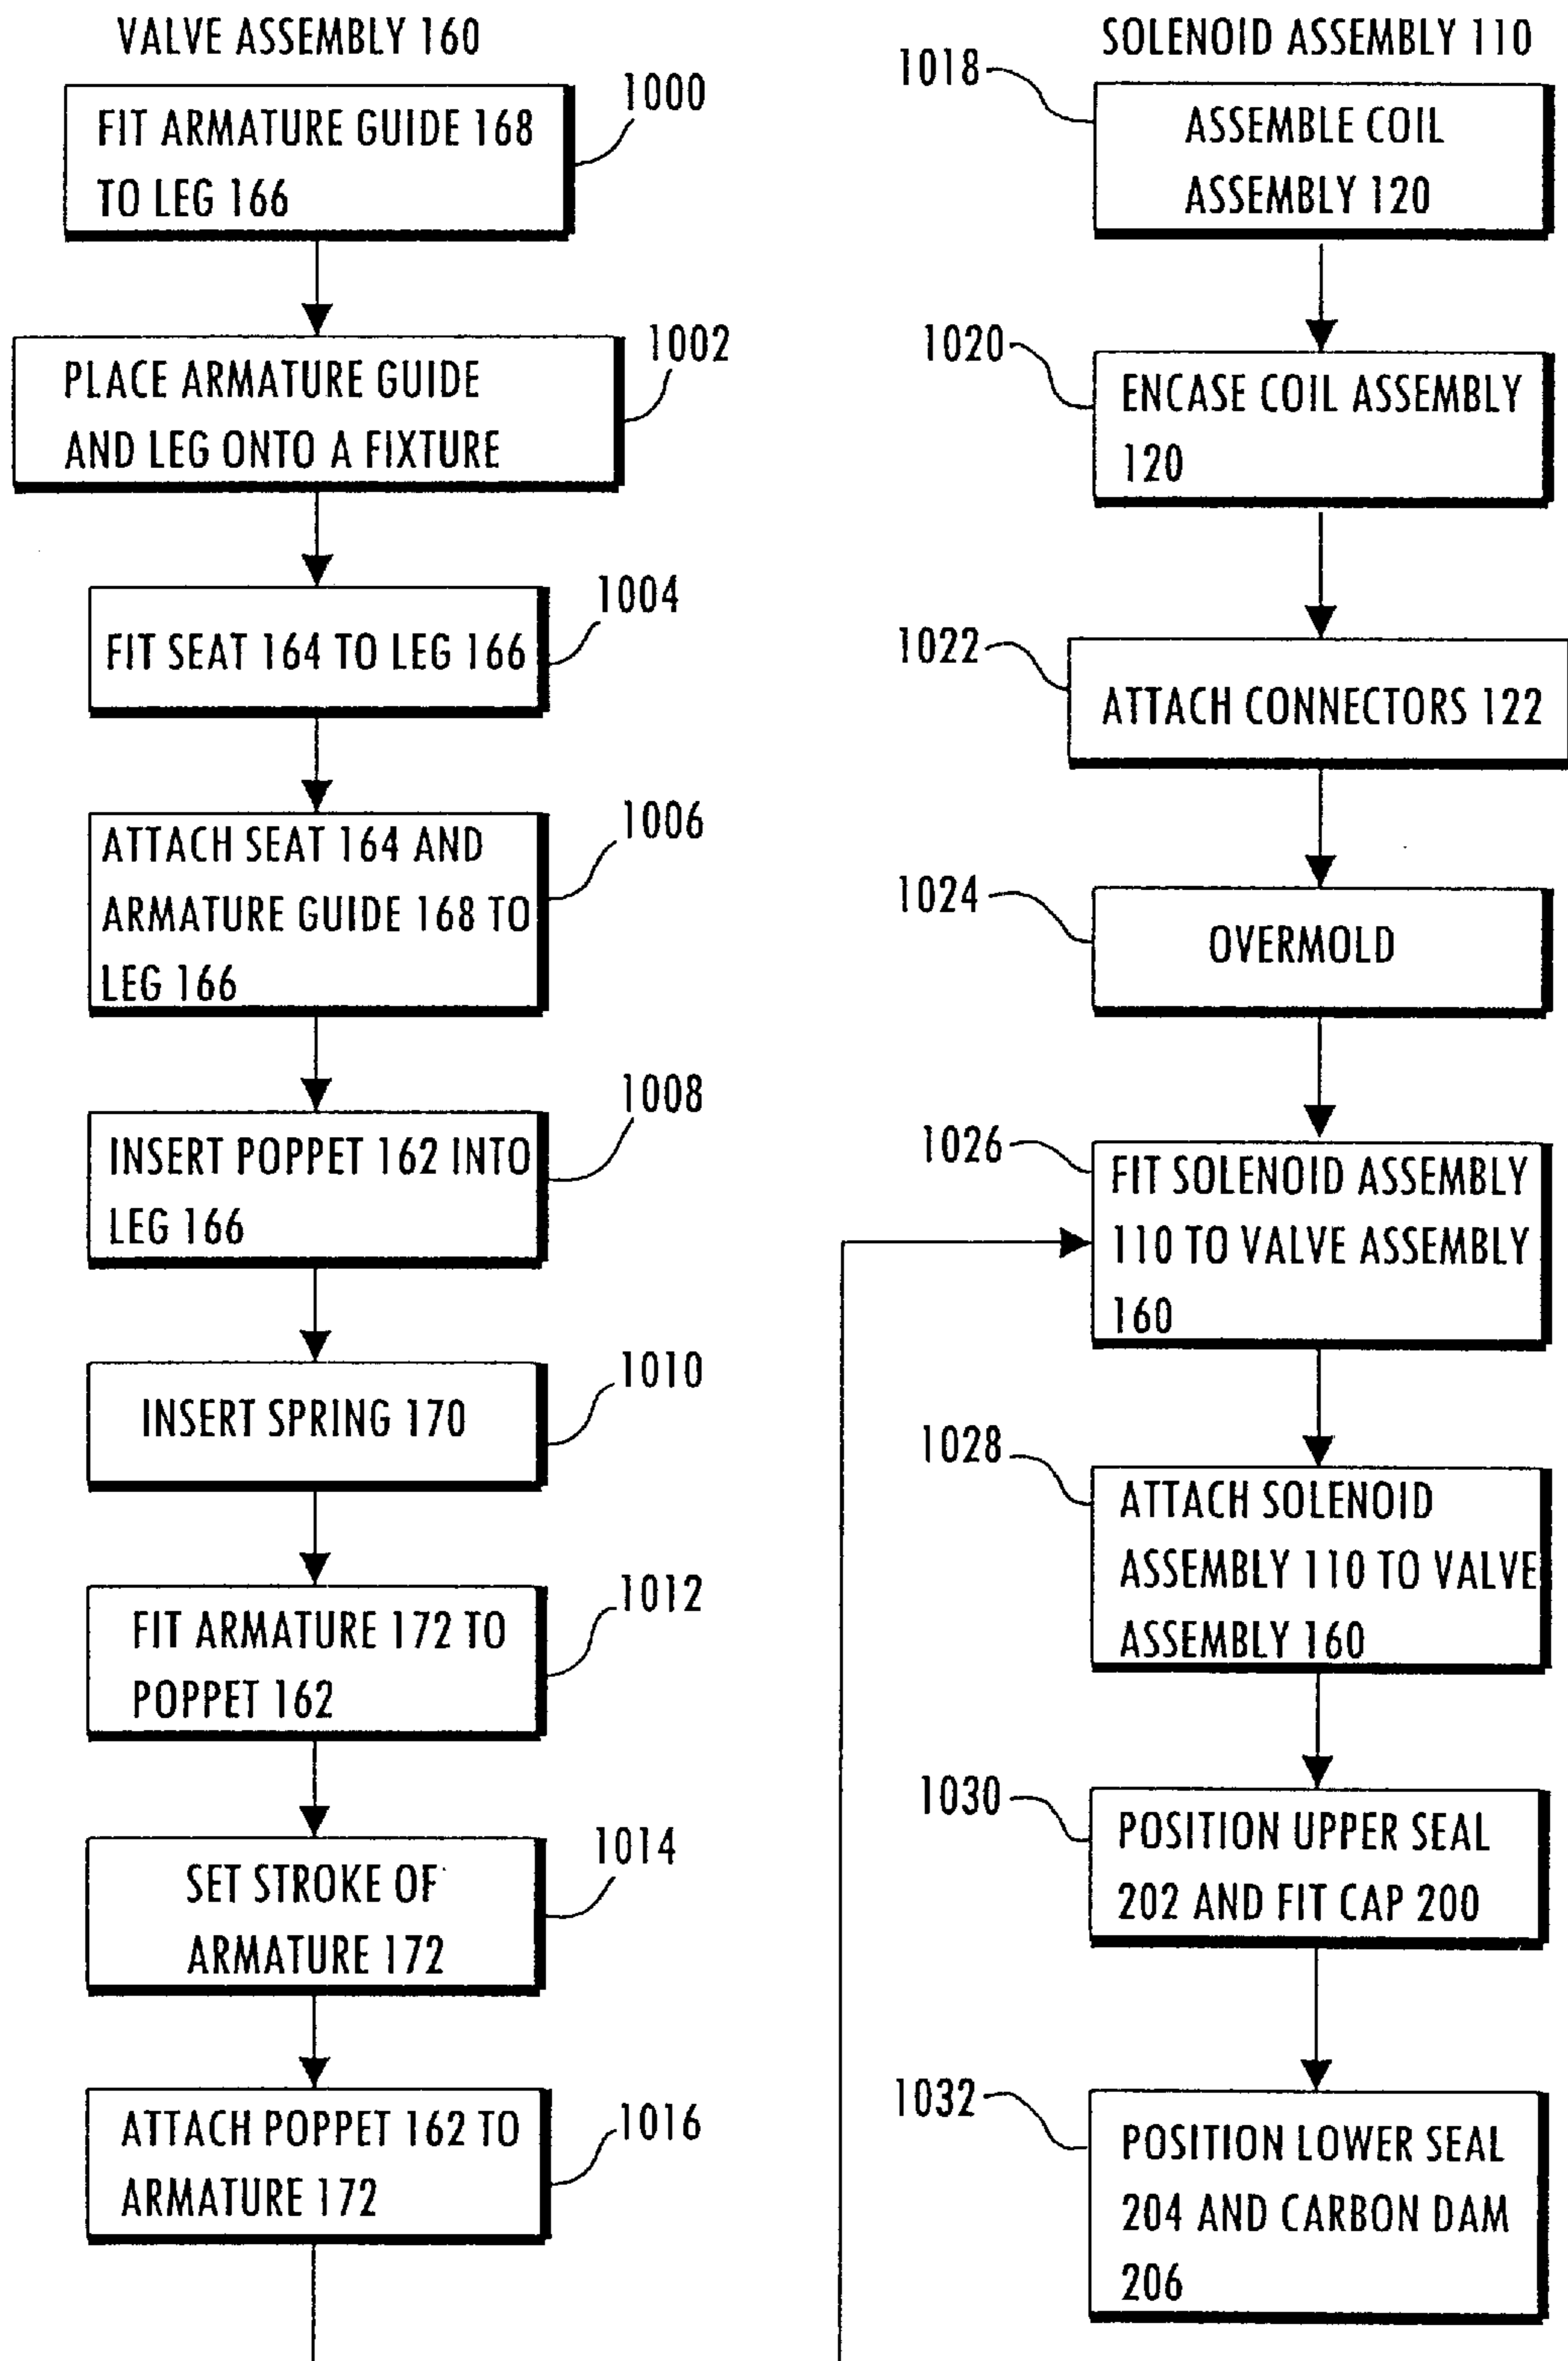 VALVE ASSEMBLY 160
1000
FIT ARMATURE GUIDE 168
TO LEG 166
1002
PLACE ARMATURE GUIDE
AND LEG ONTO A FIXTURE
1004
FIT SEAT 164 TO LEG 166
1006
ATTACH SEAT 164 AND
ARMATURE GUIDE 168 TO
LEG 166
1008
INSERT POPPET 162 INTO
LEG 166
1010
INSERT SPRING 170
1012
FIT ARMATURE 172 TO
POPPET 162
1014
SET STROKE OF
ARMATURE 172
1016
ATTACH POPPET 162 TO
ARMATURE 172
SOLENOID ASSEMBLY 110
1018
ASSEMBLE COIL
ASSEMBLY 120
1020
ENCASE COIL ASSEMBLY
120
1022
ATTACH CONNECTORS 122
1024
OVERMOLD
1026
FIT SOLENOID ASSEMBLY
110 TO VALVE ASSEMBLY
160
1028
ATTACH SOLENOID
ASSEMBLY 110 TO VALVE
ASSEMBLY 160
1030
POSITION UPPER SEAL
202 AND FIT CAP 200
1032
POSITION LOWER SEAL
204 AND CARBON DAM
206